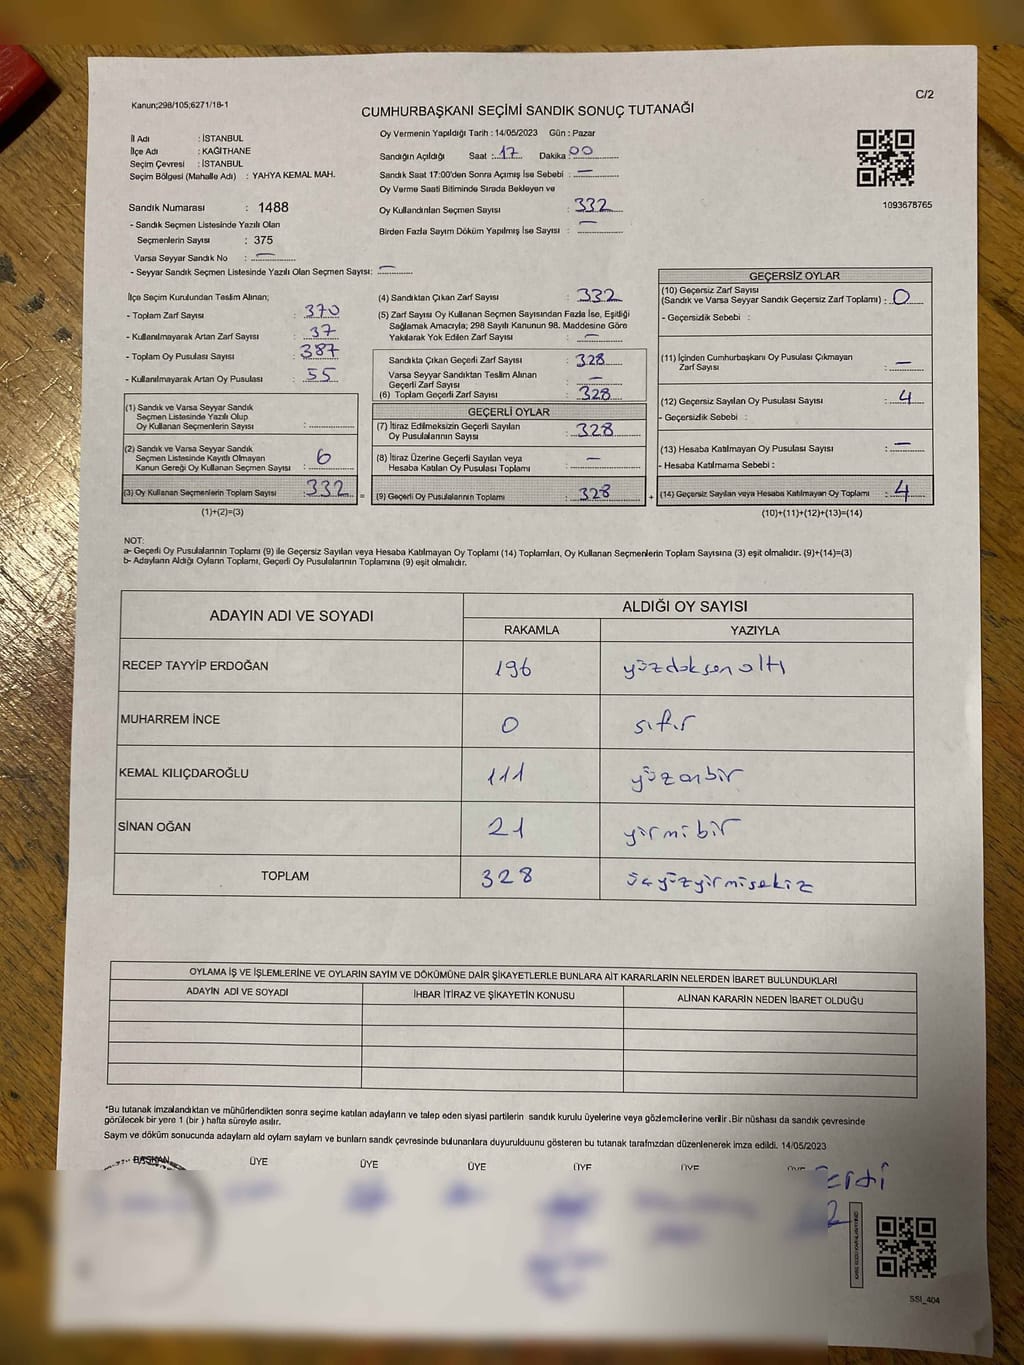 Kanun;298/105;6271/18-1
C/2
CUMHURBAŞKANI SEÇİMİ SANDIK SONUÇ TUTANAĞI
İl Adı : İSTANBUL
İlçe Adı : KAĞITHANE
Seçim Çevresi : İSTANBUL
Seçim Bölgesi (Mahalle Adı) : YAHYA KEMAL MAH.
Oy Vermenin Yapıldığı Tarih : 14/05/2023 Gün : Pazar
Sandığın Açıldığı Saat : 17 Dakika : 00
Sandık Saat 17:00'den Sonra Açımış İse Sebebi : —
Oy Verme Saati Bitiminde Sırada Bekleyen ve
Oy Kullandırılan Seçmen Sayısı : 332
Birden Fazla Sayım Döküm Yapılmış İse Sayısı : —
1093678765
Sandık Numarası : 1488
- Sandık Seçmen Listesinde Yazılı Olan
Seçmenlerin Sayısı : 375
Varsa Seyyar Sandık No : —
- Seyyar Sandık Seçmen Listesinde Yazılı Olan Seçmen Sayısı: —
İlçe Seçim Kurulundan Teslim Alınan;
- Toplam Zarf Sayısı : 370
- Kullanılmayarak Artan Zarf Sayısı : 37
- Toplam Oy Pusulası Sayısı : 387
- Kullanılmayarak Artan Oy Pusulası : 55
(1) Sandık ve Varsa Seyyar Sandık
Seçmen Listesinde Yazılı Olup
Oy Kullanan Seçmenlerin Sayısı :
(2) Sandık ve Varsa Seyyar Sandık
Seçmen Listesinde Kayıtlı Olmayan
Kanun Gereği Oy Kullanan Seçmen Sayısı : 6
(3) Oy Kullanan Seçmenlerin Toplam Sayısı : 332
(1)+(2)=(3)
=
(4) Sandıktan Çıkan Zarf Sayısı : 332
(5) Zarf Sayısı Oy Kullanan Seçmen Sayısından Fazla İse, Eşitliği
Sağlamak Amacıyla; 298 Sayılı Kanunun 98. Maddesine Göre
Yakılarak Yok Edilen Zarf Sayısı : —
Sandıkta Çıkan Geçerli Zarf Sayısı : 328
Varsa Seyyar Sandıktan Teslim Alınan
Geçerli Zarf Sayısı : —
(6) Toplam Geçerli Zarf Sayısı : 328
GEÇERLİ OYLAR
(7) İtiraz Edilmeksizin Geçerli Sayılan
Oy Pusulalarının Sayısı : 328
(8) İtiraz Üzerine Geçerli Sayılan veya
Hesaba Katılan Oy Pusulası Toplamı : —
(9) Geçerli Oy Pusulalarının Toplamı : 328
+
GEÇERSİZ OYLAR
(10) Geçersiz Zarf Sayısı
(Sandık ve Varsa Seyyar Sandık Geçersiz Zarf Toplamı) : 0
- Geçersizlik Sebebi :
(11) İçinden Cumhurbaşkanı Oy Pusulası Çıkmayan
Zarf Sayısı : —
(12) Geçersiz Sayılan Oy Pusulası Sayısı : 4
- Geçersizlik Sebebi :
(13) Hesaba Katılmayan Oy Pusulası Sayısı : —
- Hesaba Katılmama Sebebi :
(14) Geçersiz Sayılan veya Hesaba Katılmayan Oy Toplamı : 4
(10)+(11)+(12)+(13)=(14)
NOT:
a- Geçerli Oy Pusulalarının Toplamı (9) ile Geçersiz Sayılan veya Hesaba Katılmayan Oy Toplamı (14) Toplamları, Oy Kullanan Seçmenlerin Toplam Sayısına (3) eşit olmalıdır. (9)+(14)=(3)
b- Adayların Aldığı Oyların Toplamı, Geçerli Oy Pusulalarının Toplamına (9) eşit olmalıdır.
ADAYIN ADI VE SOYADI
ALDIĞI OY SAYISI
RAKAMLA YAZIYLA
RECEP TAYYİP ERDOĞAN 196 yüzdoksanaltı
MUHARREM İNCE 0 sıfır
KEMAL KILIÇDAROĞLU 111 yüzonbir
SİNAN OĞAN 21 yirmibir
TOPLAM 328 üçyüzyirmisekiz
OYLAMA İŞ VE İŞLEMLERİNE VE OYLARIN SAYIM VE DÖKÜMÜNE DAİR ŞİKAYETLERLE BUNLARA AİT KARARLARIN NELERDEN İBARET BULUNDUKLARI
ADAYIN ADI VE SOYADI İHBAR İTİRAZ VE ŞİKAYETİN KONUSU ALINAN KARARIN NEDEN İBARET OLDUĞU
*Bu tutanak imzalandıktan ve mühürlendikten sonra seçime katılan adayların ve talep eden siyasi partilerin sandık kurulu üyelerine veya gözlemcilerine verilir .Bir nüshası da sandık çevresinde
görülecek bir yere 1 (bir ) hafta süreyle asılır.
Sayım ve döküm sonucunda adayların ald oyların sayların ve bunların sandk çevresinde bulunanlara duyurulduunu gösteren bu tutanak tarafmzdan düzenlenerek imza edildi. 14/05/2023
BAŞKAN ÜYE ÜYE ÜYE ÜYE ÜYE ÜYE
2
SSI_404